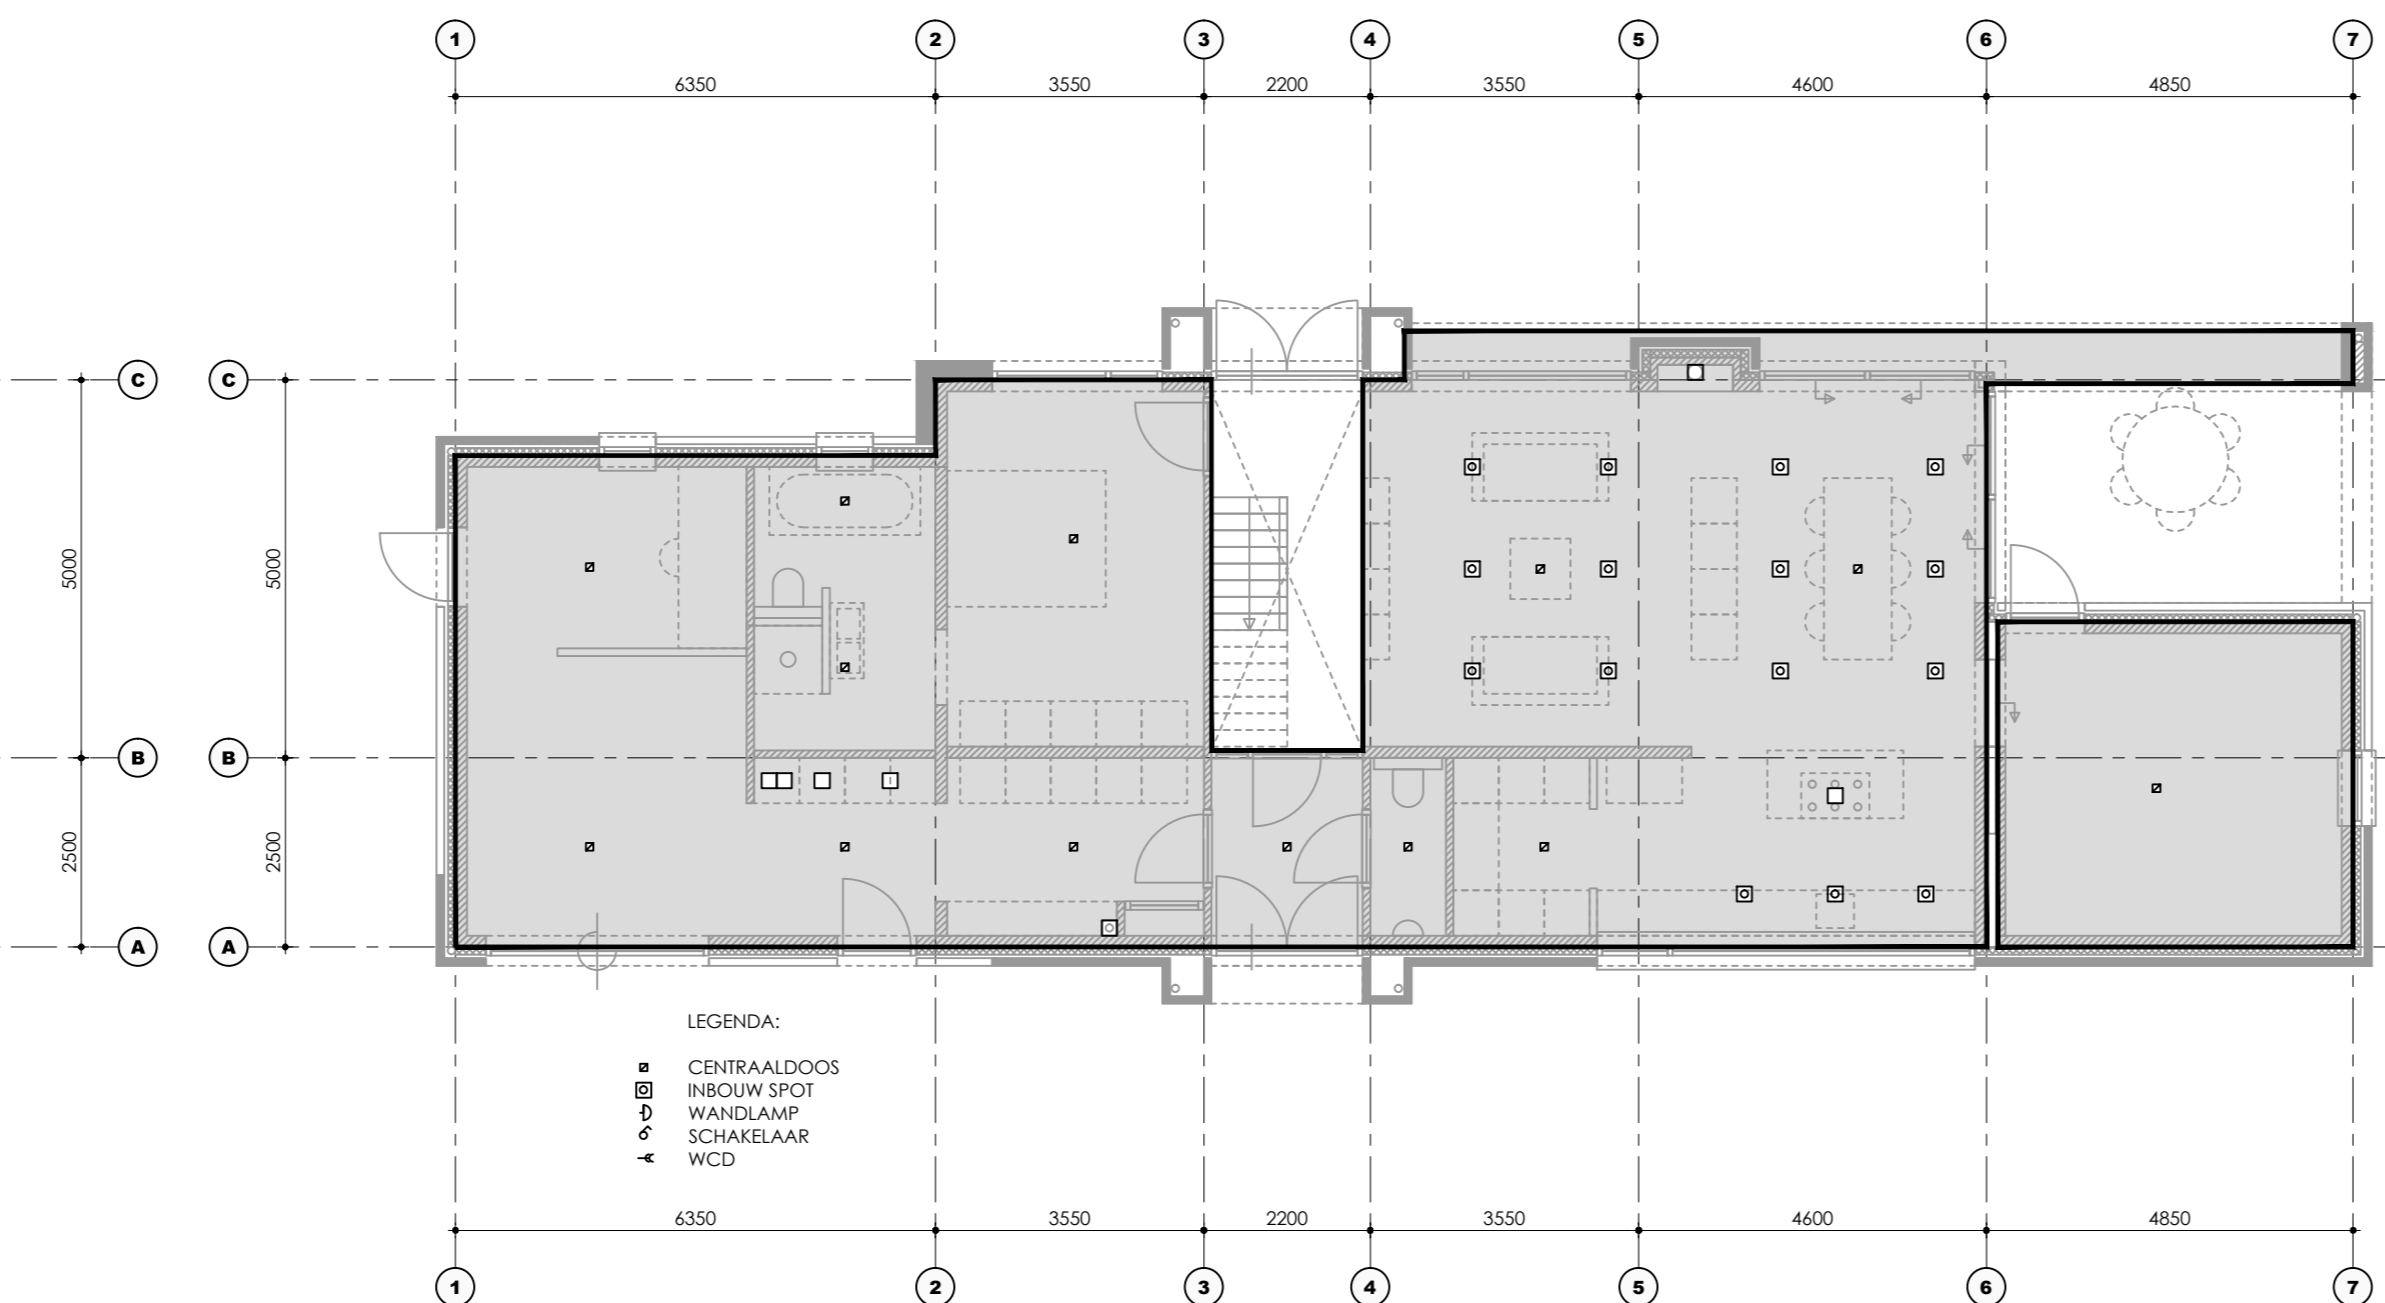 1 2 3 4 5 6 7
6350 3550 2200 3550 4600 4850
C C
5000 5000
B B
2500 2500
A A
LEGENDA:
CENTRAALDOOS
INBOUW SPOT
WANDLAMP
SCHAKELAAR
WCD
6350 3550 2200 3550 4600 4850
1 2 3 4 5 6 7